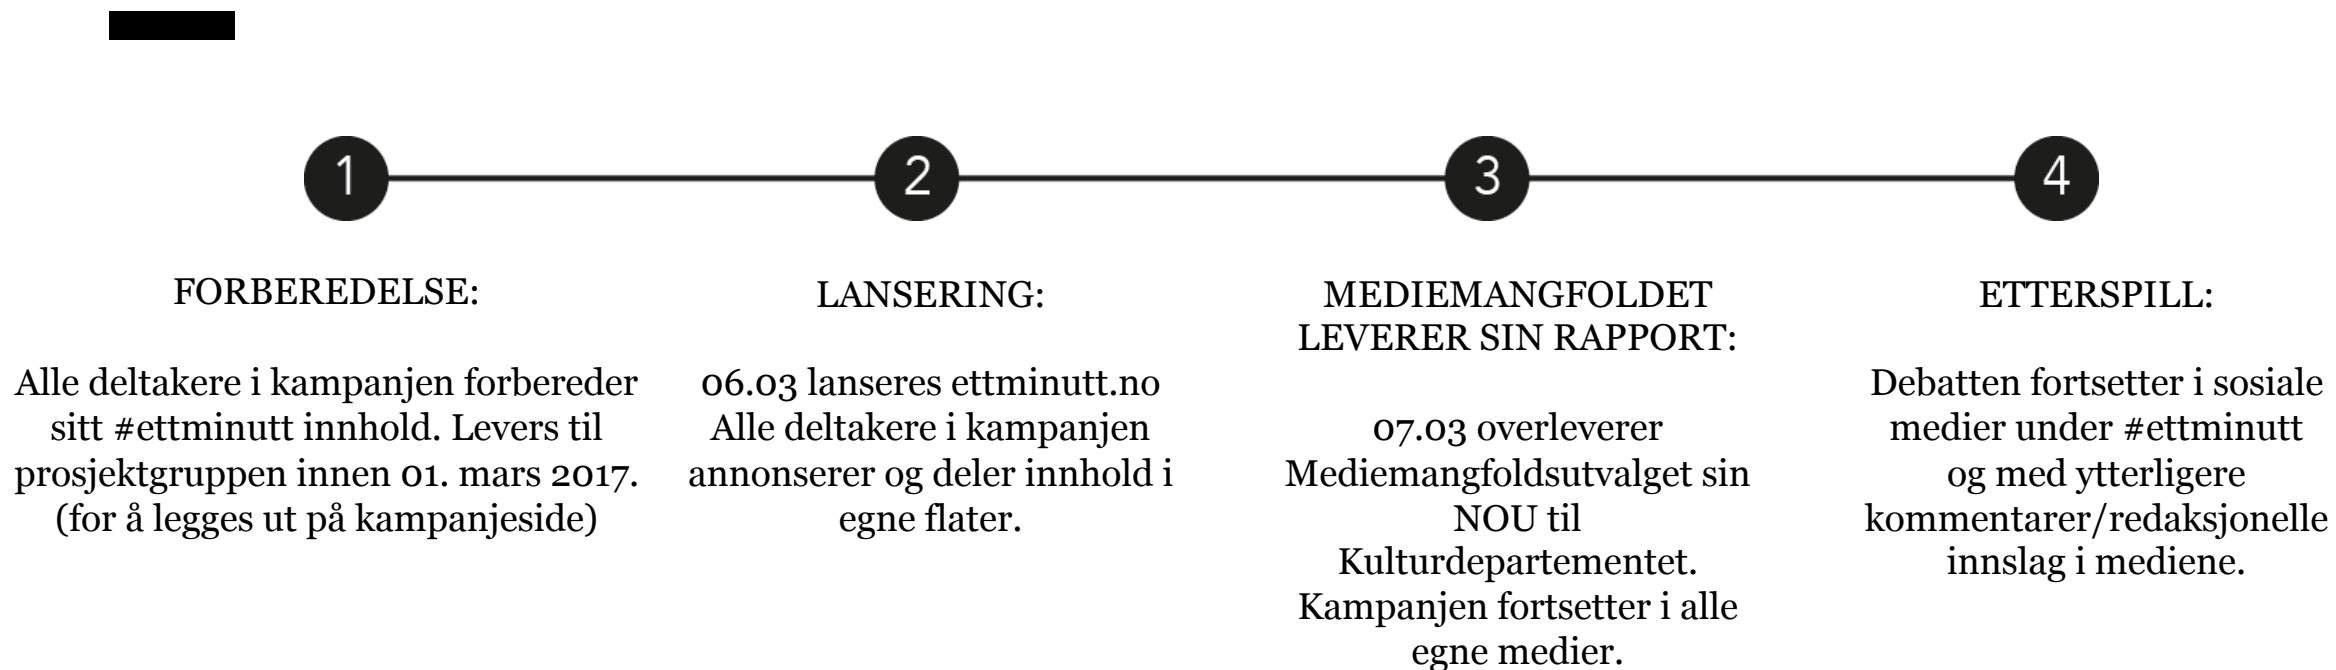 1
2
3
4
FORBEREDELSE:
Alle deltakere i kampanjen forbereder
sitt #ettminutt innhold. Levers til
prosjektgruppen innen 01. mars 2017.
(for å legges ut på kampanjeside)
LANSERING:
06.03 lanseres ettminutt.no
Alle deltakere i kampanjen
annonserer og deler innhold i
egne flater.
MEDIEMANGFOLDET
LEVERER SIN RAPPORT:
07.03 overleverer
Mediemangfoldsutvalget sin
NOU til
Kulturdepartementet.
Kampanjen fortsetter i alle
egne medier.
ETTERSPILL:
Debatten fortsetter i sosiale
medier under #ettminutt
og med ytterligere
kommentarer/redaksjonelle
innslag i mediene.